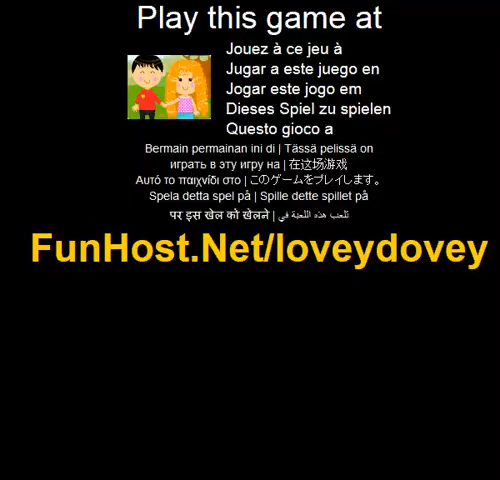 Play this game at
Jouez à ce jeu à
Jugar a este juego en
Jogar este jogo em
Dieses Spiel zu spielen
Questo gioco a
Bermain permainan ini di | Tässä pelissä on
играть в эту игру на | 在这场游戏
Αυτό το παιχνίδι στο | このゲームをプレイします。
Spela detta spel på | Spille dette spillet på
पर इस खेल को खेलने | تلعب هذه اللعبة في
FunHost.Net/loveydovey